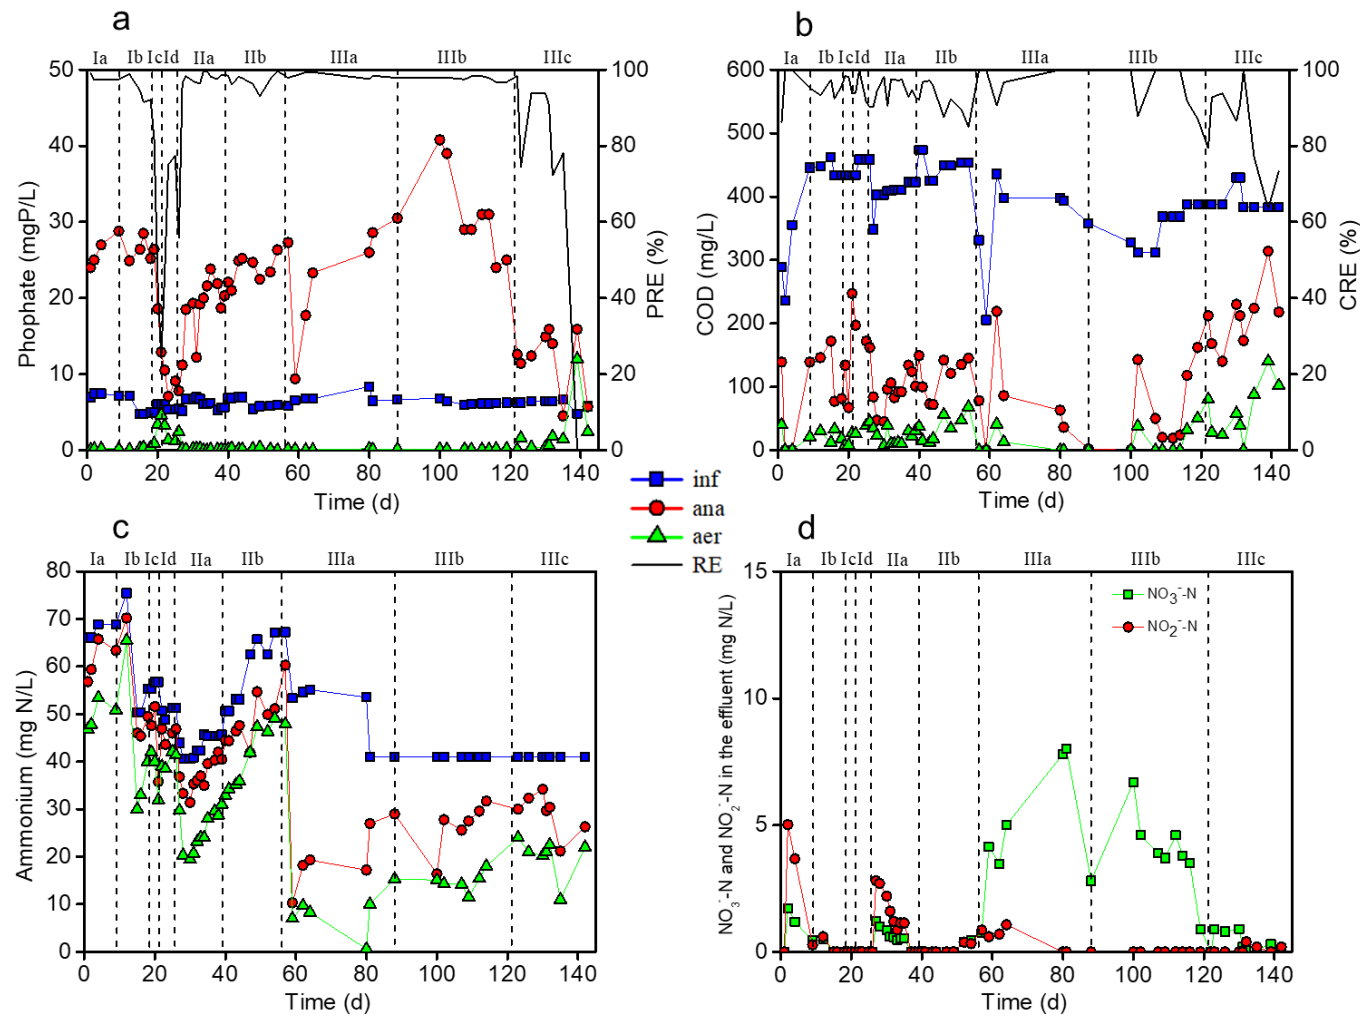 a
Ia Ib Ic Id IIa IIb IIIa IIIb IIIc
50 40 30 20 10 0
Phophate (mgP/L)
100 80 60 40 20 0
PRE (%)
0 20 40 60 80 100 120 140
Time (d)
b
Ia Ib Ic Id IIa IIb IIIa IIIb IIIc
600 500 400 300 200 100 0
COD (mg/L)
100 80 60 40 20 0
CRE (%)
0 20 40 60 80 100 120 140
Time (d)
inf
ana
aer
RE
c
Ia Ib Ic Id IIa IIb IIIa IIIb IIIc
80 70 60 50 40 30 20 10 0
Ammonium (mg N/L)
0 20 40 60 80 100 120 140
Time (d)
d
Ia Ib Ic Id IIa IIb IIIa IIIb IIIc
15 10 5 0
NO3⁻-N and NO2⁻-N in the effluent (mg N/L)
NO3⁻-N
NO2⁻-N
0 20 40 60 80 100 120 140
Time (d)